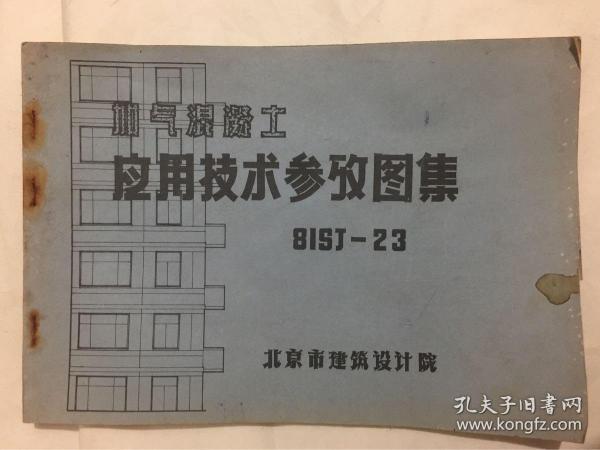 加气混凝土
应用技术参攷图集
81SJ-23
北京市建筑设计院
孔夫子旧书网
www.kongfz.com